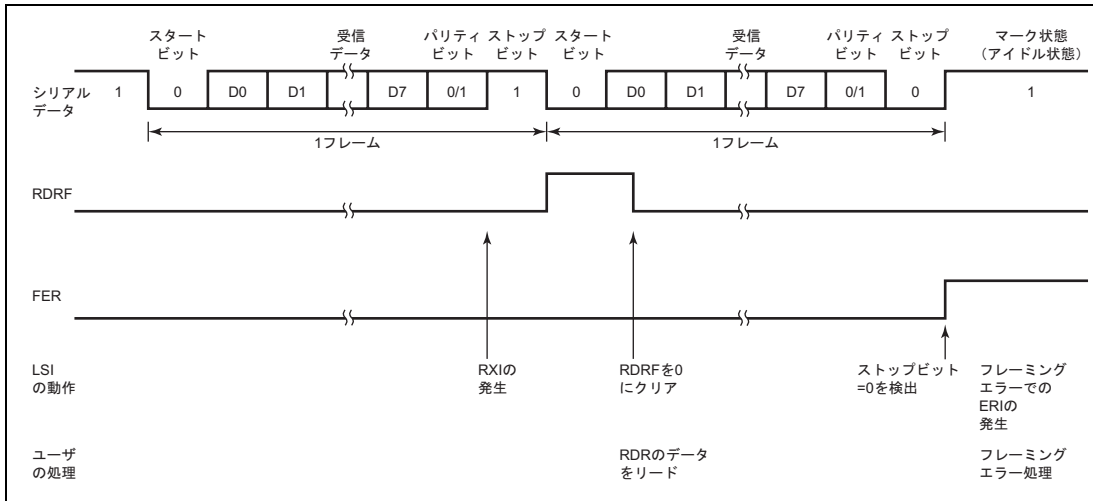 スタート
ビット
受信
データ
パリティ
ビット
ストップ
ビット
スタート
ビット
受信
データ
パリティ
ビット
ストップ
ビット
マーク状態
(アイドル状態)
シリアル
データ
1 0 D0 D1 D7 0/1 1 0 D0 D1 D7 0/1 0 1
1フレーム 1フレーム
RDRF
FER
LSI
の動作
RXIの
発生
RDRFを0
にクリア
ストップビット
=0を検出
フレーミング
エラーでの
ERIの
発生
ユーザ
の処理
RDRのデータ
をリード
フレーミング
エラー処理